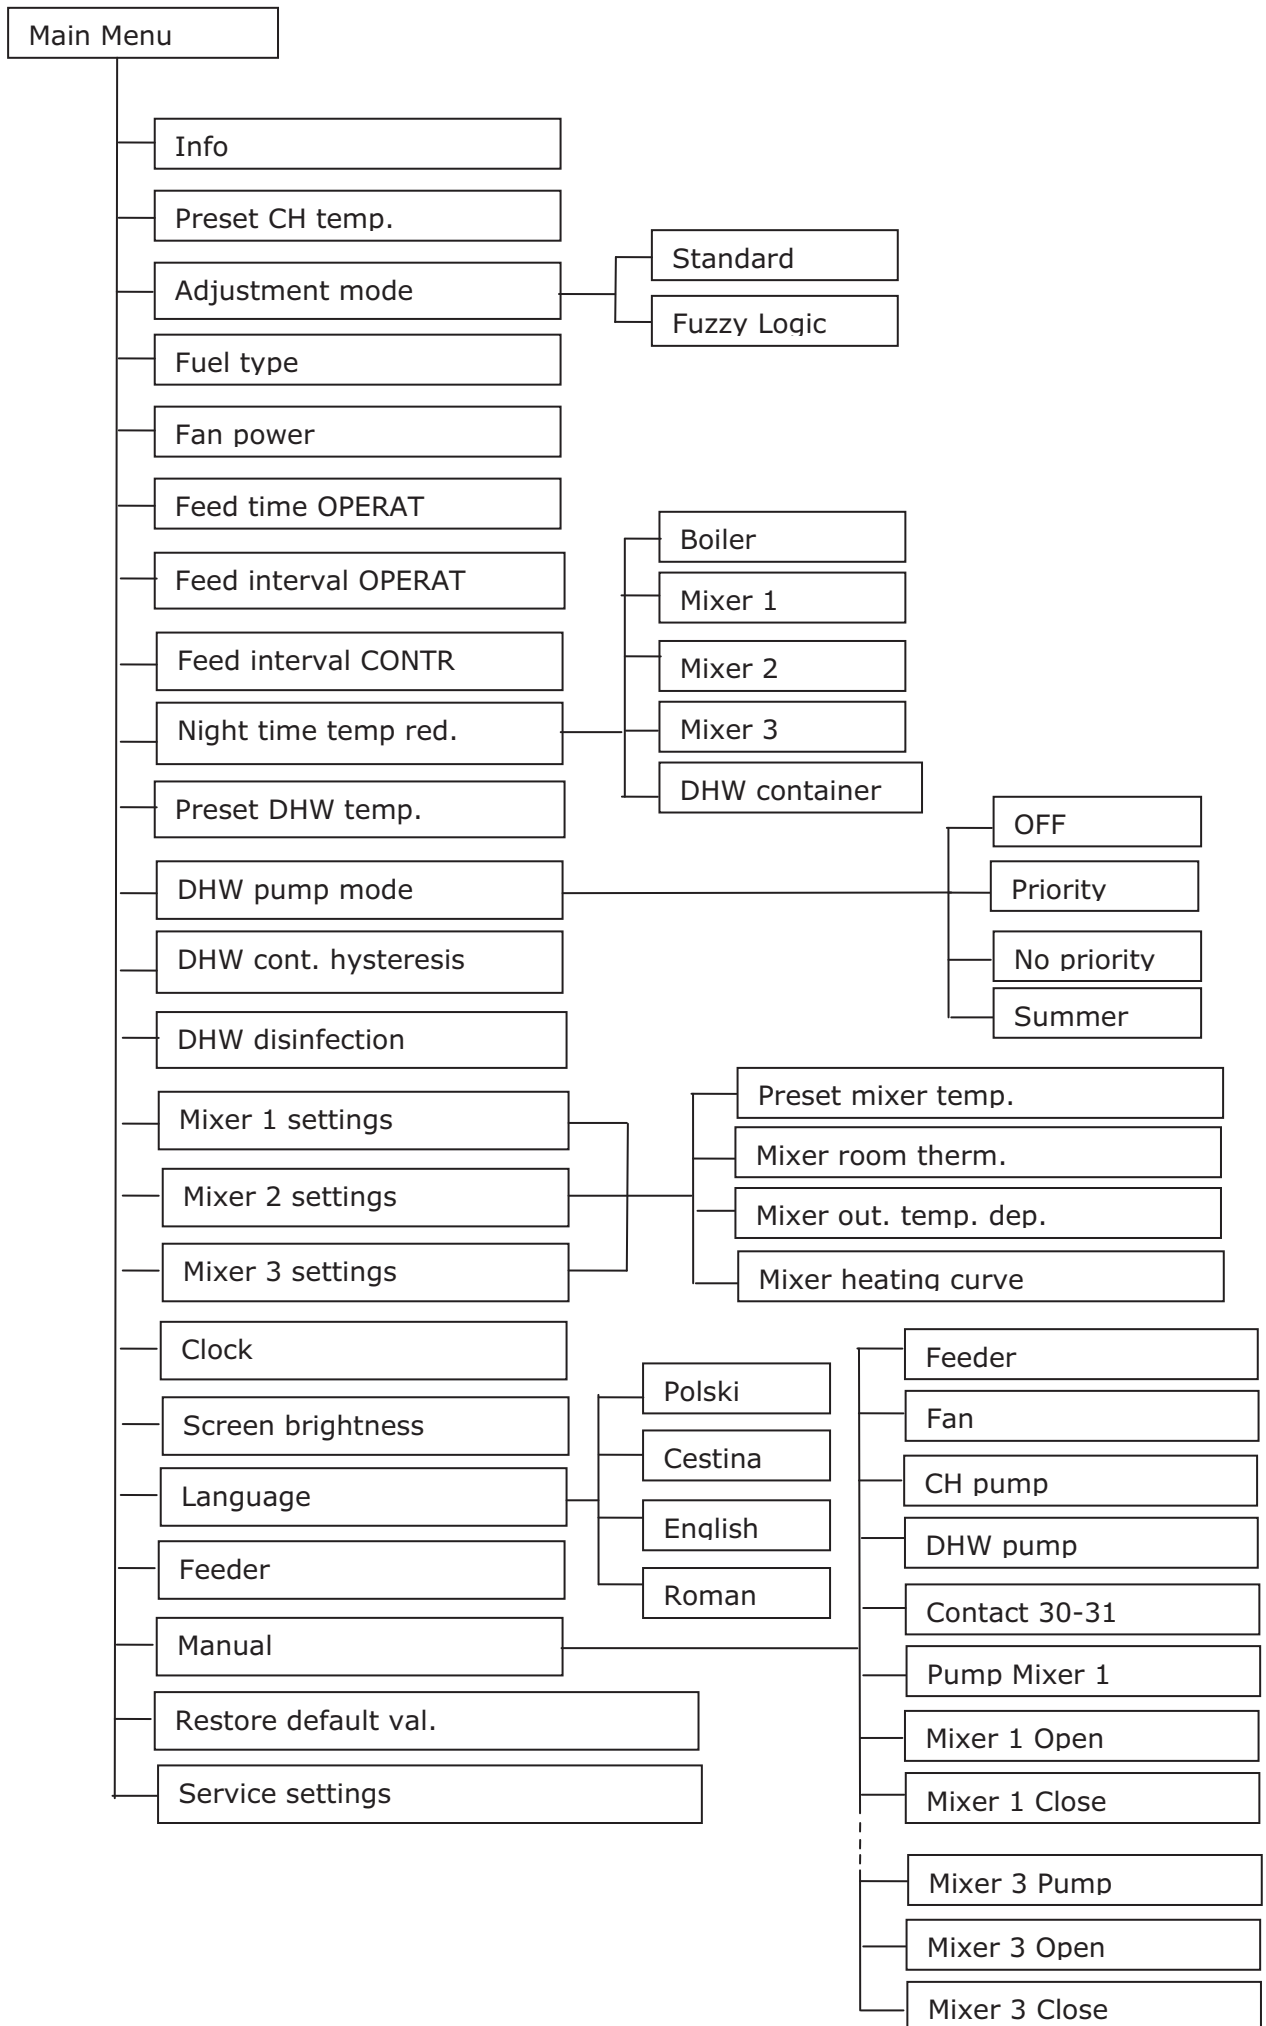 Main Menu
Info
Preset CH temp.
Adjustment mode
Standard
Fuzzy Logic
Fuel type
Fan power
Feed time OPERAT
Feed interval OPERAT
Feed interval CONTR
Night time temp red.
Boiler
Mixer 1
Mixer 2
Mixer 3
DHW container
Preset DHW temp.
DHW pump mode
OFF
Priority
No priority
Summer
DHW cont. hysteresis
DHW disinfection
Mixer 1 settings
Mixer 2 settings
Mixer 3 settings
Preset mixer temp.
Mixer room therm.
Mixer out. temp. dep.
Mixer heating curve
Clock
Screen brightness
Language
Polski
Cestina
English
Roman
Feeder
Manual
Feeder
Fan
CH pump
DHW pump
Contact 30-31
Pump Mixer 1
Mixer 1 Open
Mixer 1 Close
Mixer 3 Pump
Mixer 3 Open
Mixer 3 Close
Restore default val.
Service settings